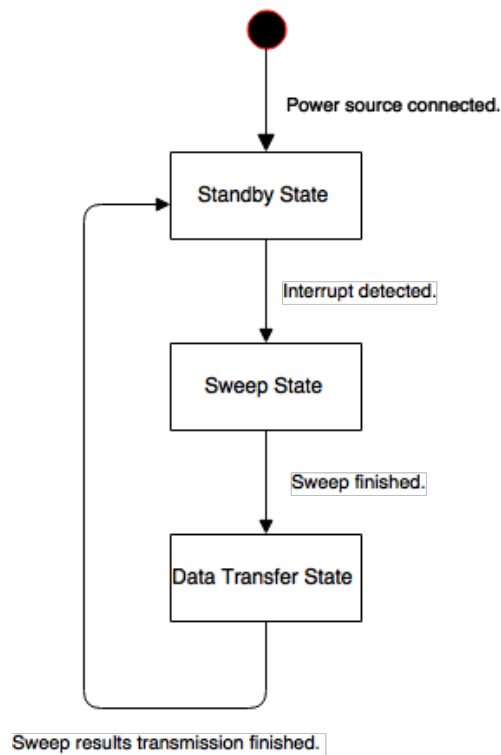 Power source connected.
Standby State
Interrupt detected.
Sweep State
Sweep finished.
Data Transfer State
Sweep results transmission finished.